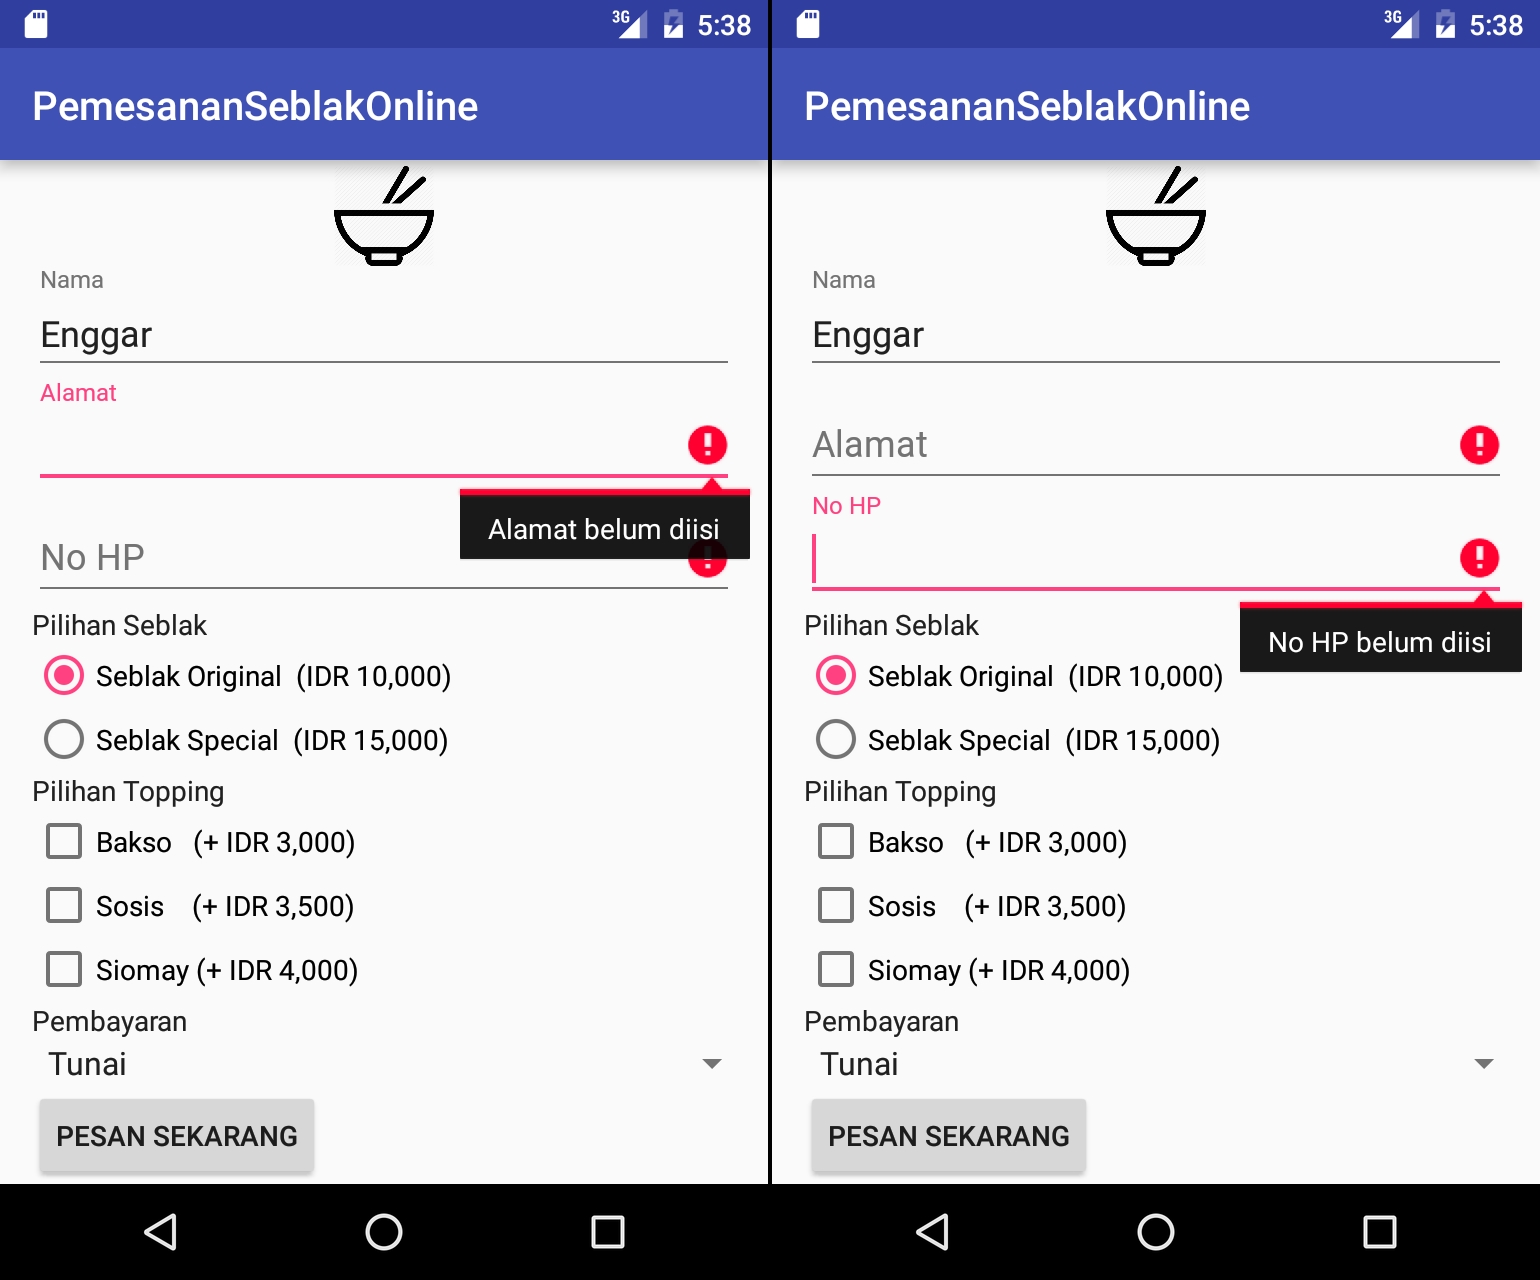 3G 5:38
PemesananSeblakOnline
Nama
Enggar
Alamat
Alamat belum diisi
No HP
Pilihan Seblak
Seblak Original (IDR 10,000)
Seblak Special (IDR 15,000)
Pilihan Topping
Bakso (+ IDR 3,000)
Sosis (+ IDR 3,500)
Siomay (+ IDR 4,000)
Pembayaran
Tunai
PESAN SEKARANG
3G 5:38
PemesananSeblakOnline
Nama
Enggar
Alamat
No HP
No HP belum diisi
Pilihan Seblak
Seblak Original (IDR 10,000)
Seblak Special (IDR 15,000)
Pilihan Topping
Bakso (+ IDR 3,000)
Sosis (+ IDR 3,500)
Siomay (+ IDR 4,000)
Pembayaran
Tunai
PESAN SEKARANG